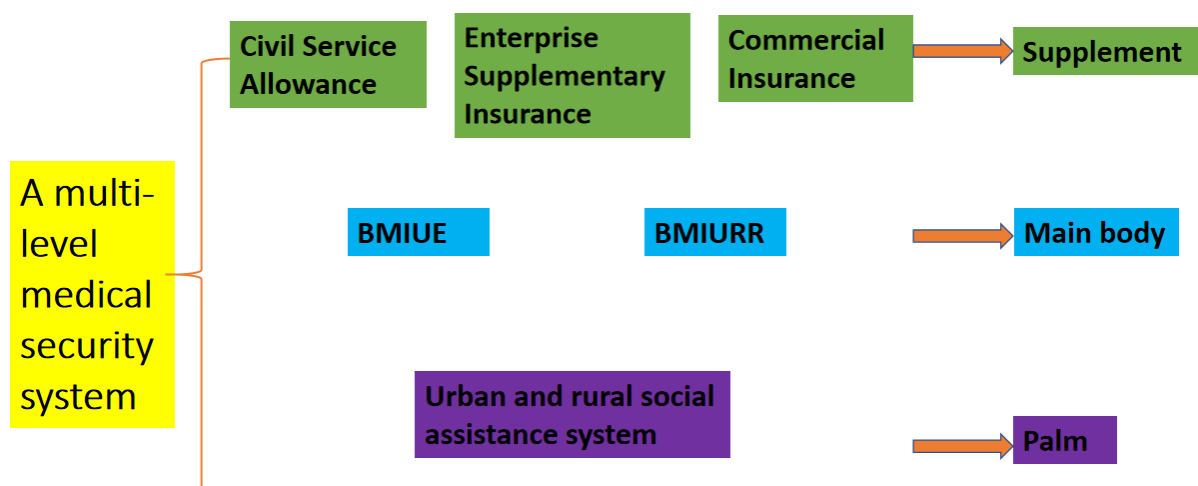 Civil Service
Allowance
Enterprise
Supplementary
Insurance
Commercial
Insurance
Supplement
A multi-
level
medical
security
system
BMIUE
BMIURR
Main body
Urban and rural social
assistance system
Palm